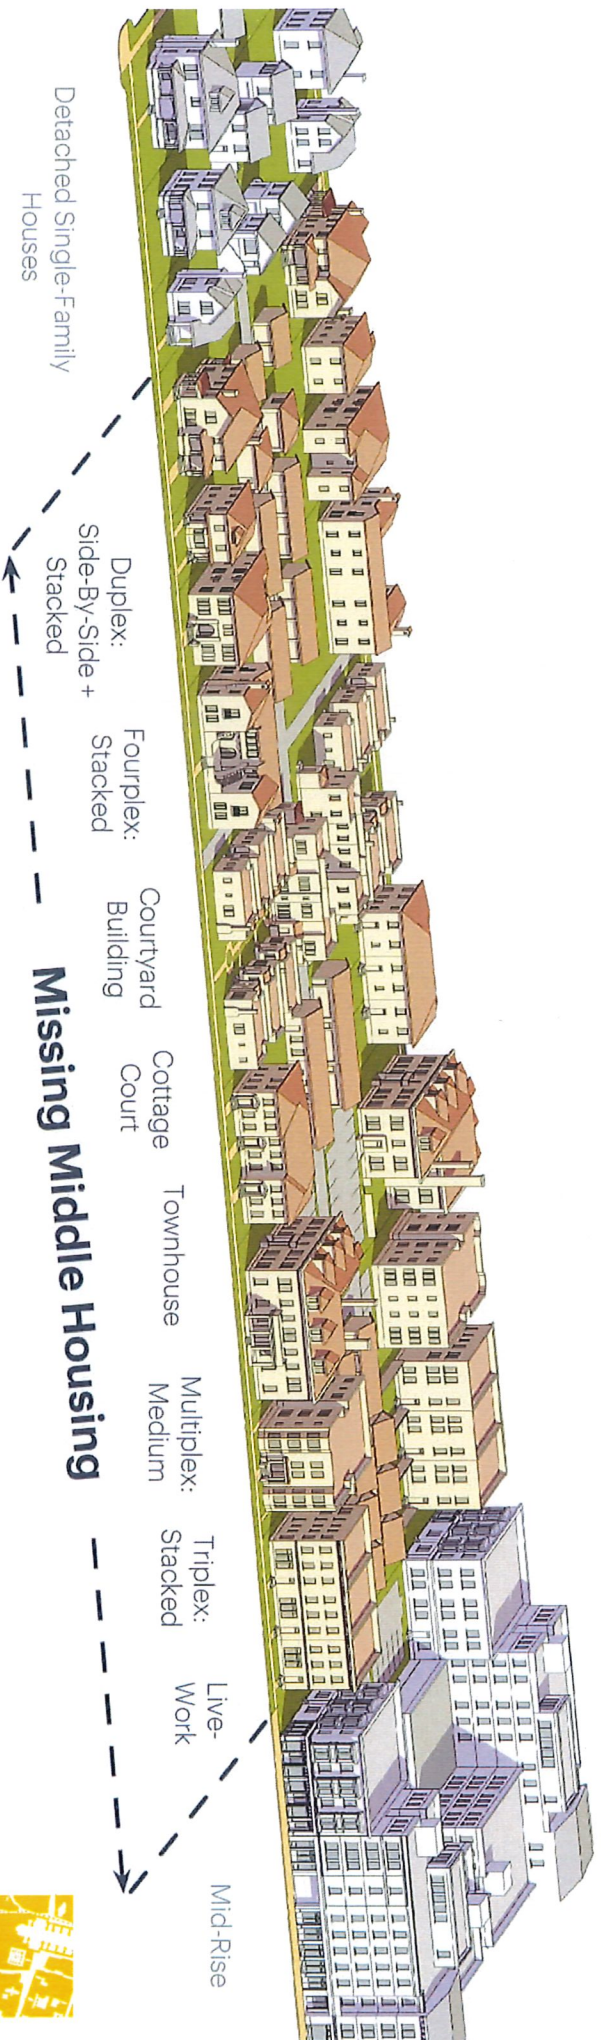 Detached Single-Family
Houses
Duplex:
Side-By-Side +
Stacked
Fourplex:
Stacked
Courtyard
Building
Cottage
Court
Townhouse
Multiplex:
Medium
Triplex:
Stacked
Live-
Work
Mid-Rise
Missing Middle Housing